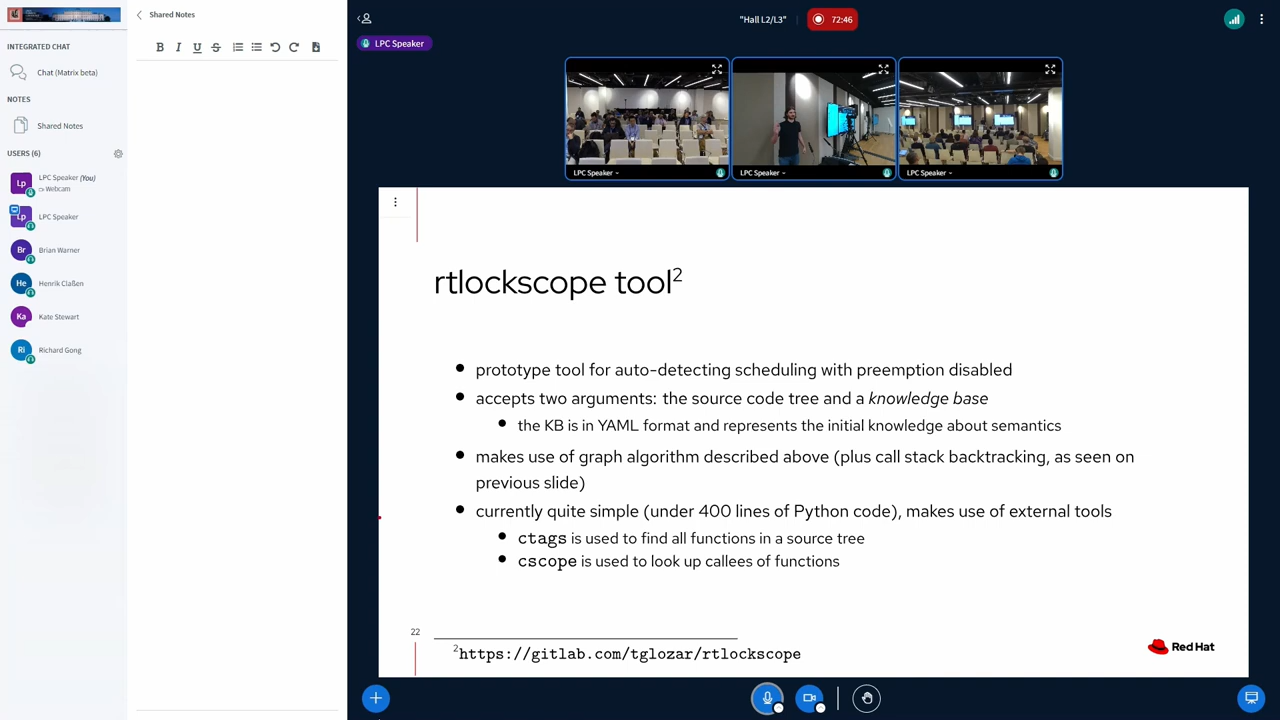 INTEGRATED CHAT
Chat (Matrix beta)
NOTES
Shared Notes
USERS (6)
Lp LPC Speaker (You)
Webcam
Lp LPC Speaker
Br Brian Warner
He Henrik Claßen
Ka Kate Stewart
Ri Richard Gong
Shared Notes
B I U S
"Hall L2/L3"
72:46
LPC Speaker
LPC Speaker
LPC Speaker
LPC Speaker
rtlockscope tool2
• prototype tool for auto-detecting scheduling with preemption disabled
• accepts two arguments: the source code tree and a knowledge base
• the KB is in YAML format and represents the initial knowledge about semantics
• makes use of graph algorithm described above (plus call stack backtracking, as seen on
previous slide)
• currently quite simple (under 400 lines of Python code), makes use of external tools
• ctags is used to find all functions in a source tree
• cscope is used to look up callees of functions
22
2https://gitlab.com/tglozar/rtlockscope
Red Hat